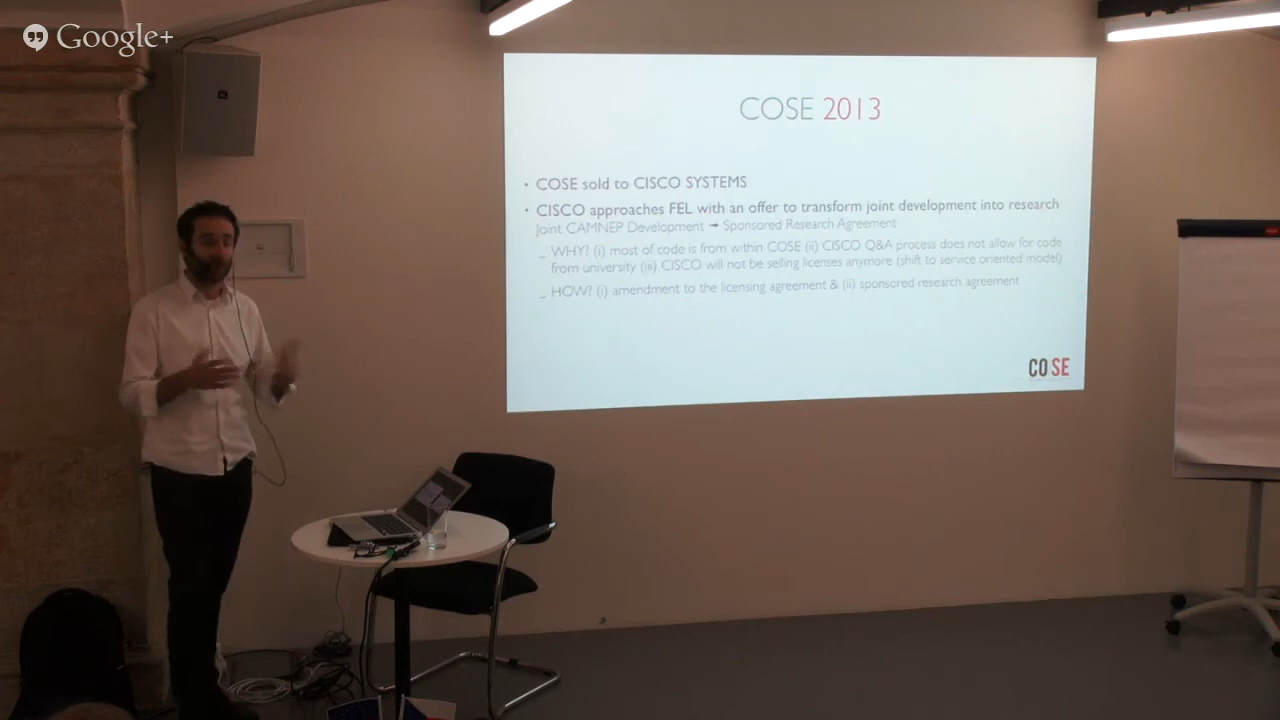 Google+
COSE 2013
• COSE sold to CISCO SYSTEMS
• CISCO approaches FEL with an offer to transform joint development into research
Joint CAMNEP Development → Sponsored Research Agreement
– WHY? (i) most of code is from within COSE (ii) CISCO Q&A process does not allow for code
from university (iii) CISCO will not be selling licenses anymore (shift to service oriented model)
– HOW? (i) amendment to the licensing agreement & (ii) sponsored research agreement
COSE